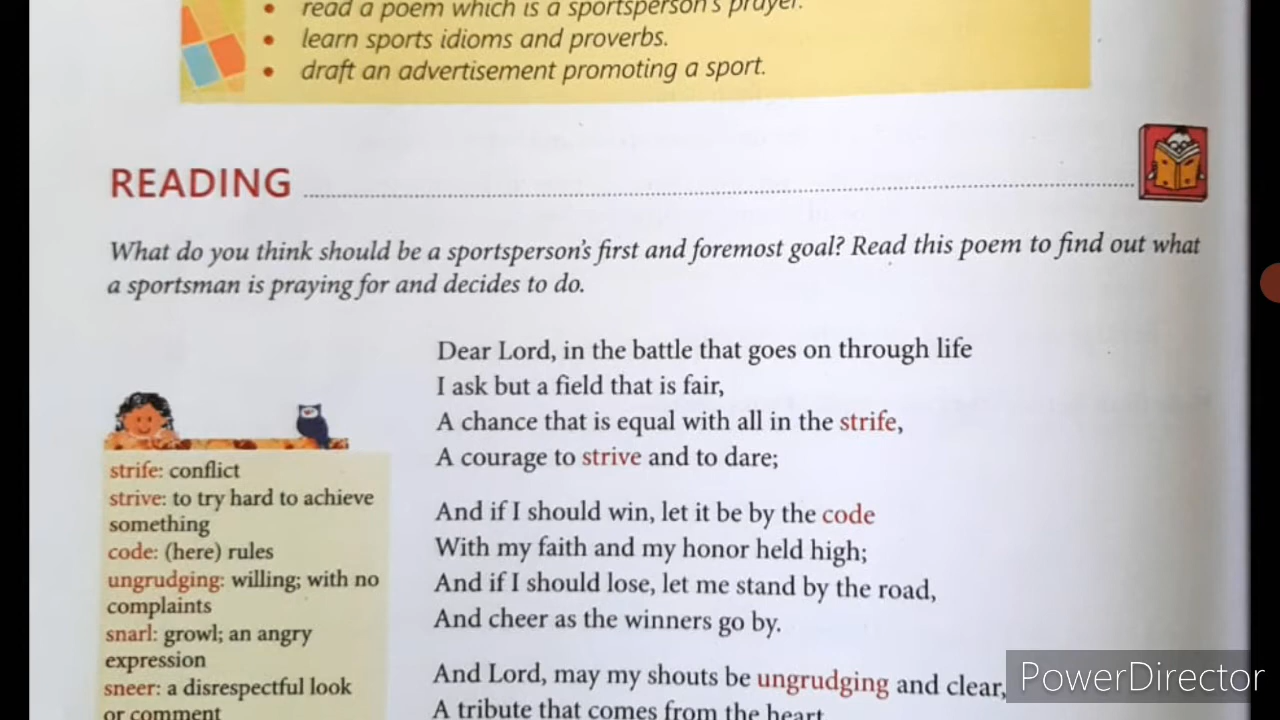 • read a poem which is a sportsperson's prayer.
• learn sports idioms and proverbs.
• draft an advertisement promoting a sport.
READING
What do you think should be a sportsperson's first and foremost goal? Read this poem to find out what
a sportsman is praying for and decides to do.
Dear Lord, in the battle that goes on through life
I ask but a field that is fair,
A chance that is equal with all in the strife,
A courage to strive and to dare;
And if I should win, let it be by the code
With my faith and my honor held high;
And if I should lose, let me stand by the road,
And cheer as the winners go by.
And Lord, may my shouts be ungrudging and clear,
A tribute that comes from the heart,
strife: conflict
strive: to try hard to achieve
something
code: (here) rules
ungrudging: willing; with no
complaints
snarl: growl; an angry
expression
sneer: a disrespectful look
or comment
PowerDirector